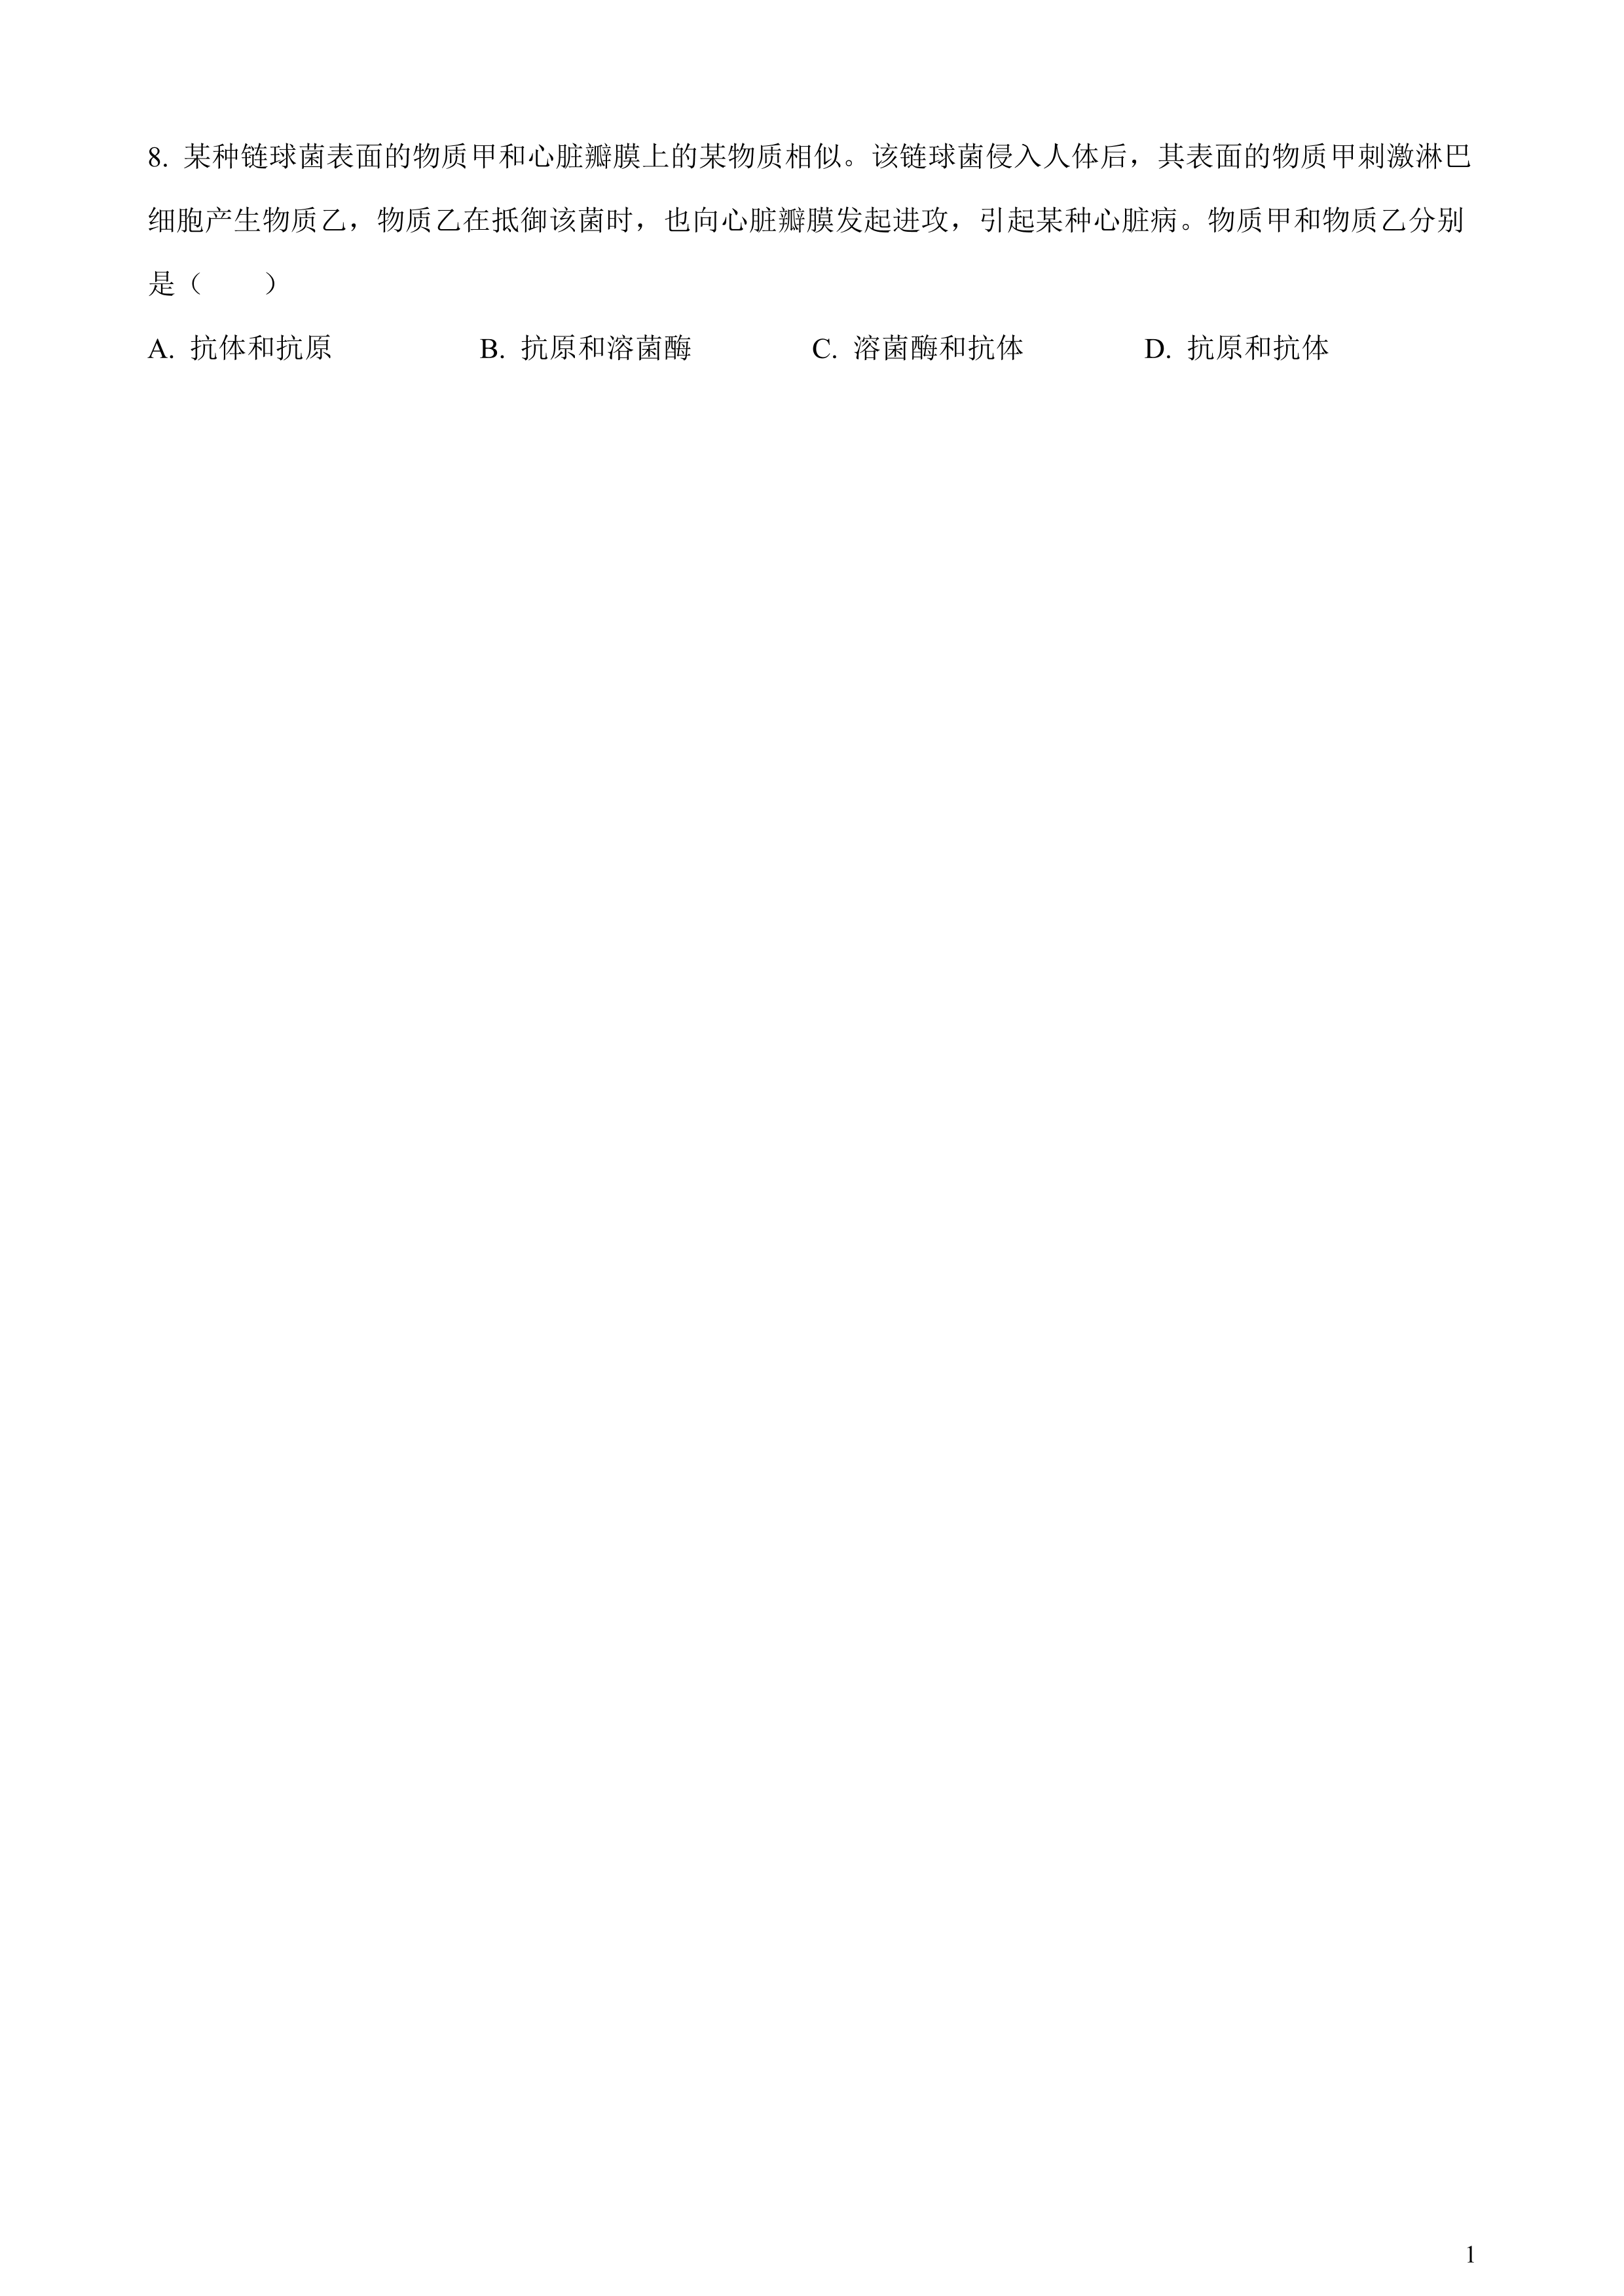 8. 某种链球菌表面的物质甲和心脏瓣膜上的某物质相似。该链球菌侵入人体后，其表面的物质甲刺激淋巴
细胞产生物质乙，物质乙在抵御该菌时，也向心脏瓣膜发起进攻，引起某种心脏病。物质甲和物质乙分别
是（　　）
A. 抗体和抗原 B. 抗原和溶菌酶 C. 溶菌酶和抗体 D. 抗原和抗体
1